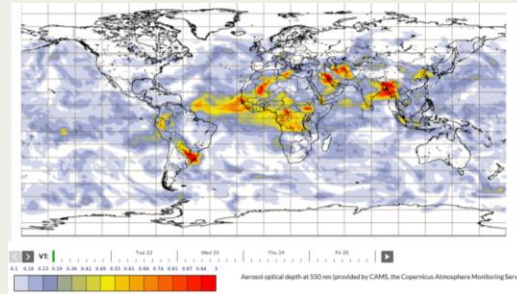 VT:
Tue 22 Wed 23 Thu 24 Fri 25
0.1 0.16 0.23 0.29 0.36 0.42 0.49 0.55 0.61 0.68 0.74 0.81 0.87 0.94 1
Aerosol optical depth at 550 nm (provided by CAMS, the Copernicus Atmosphere Monitoring Serv